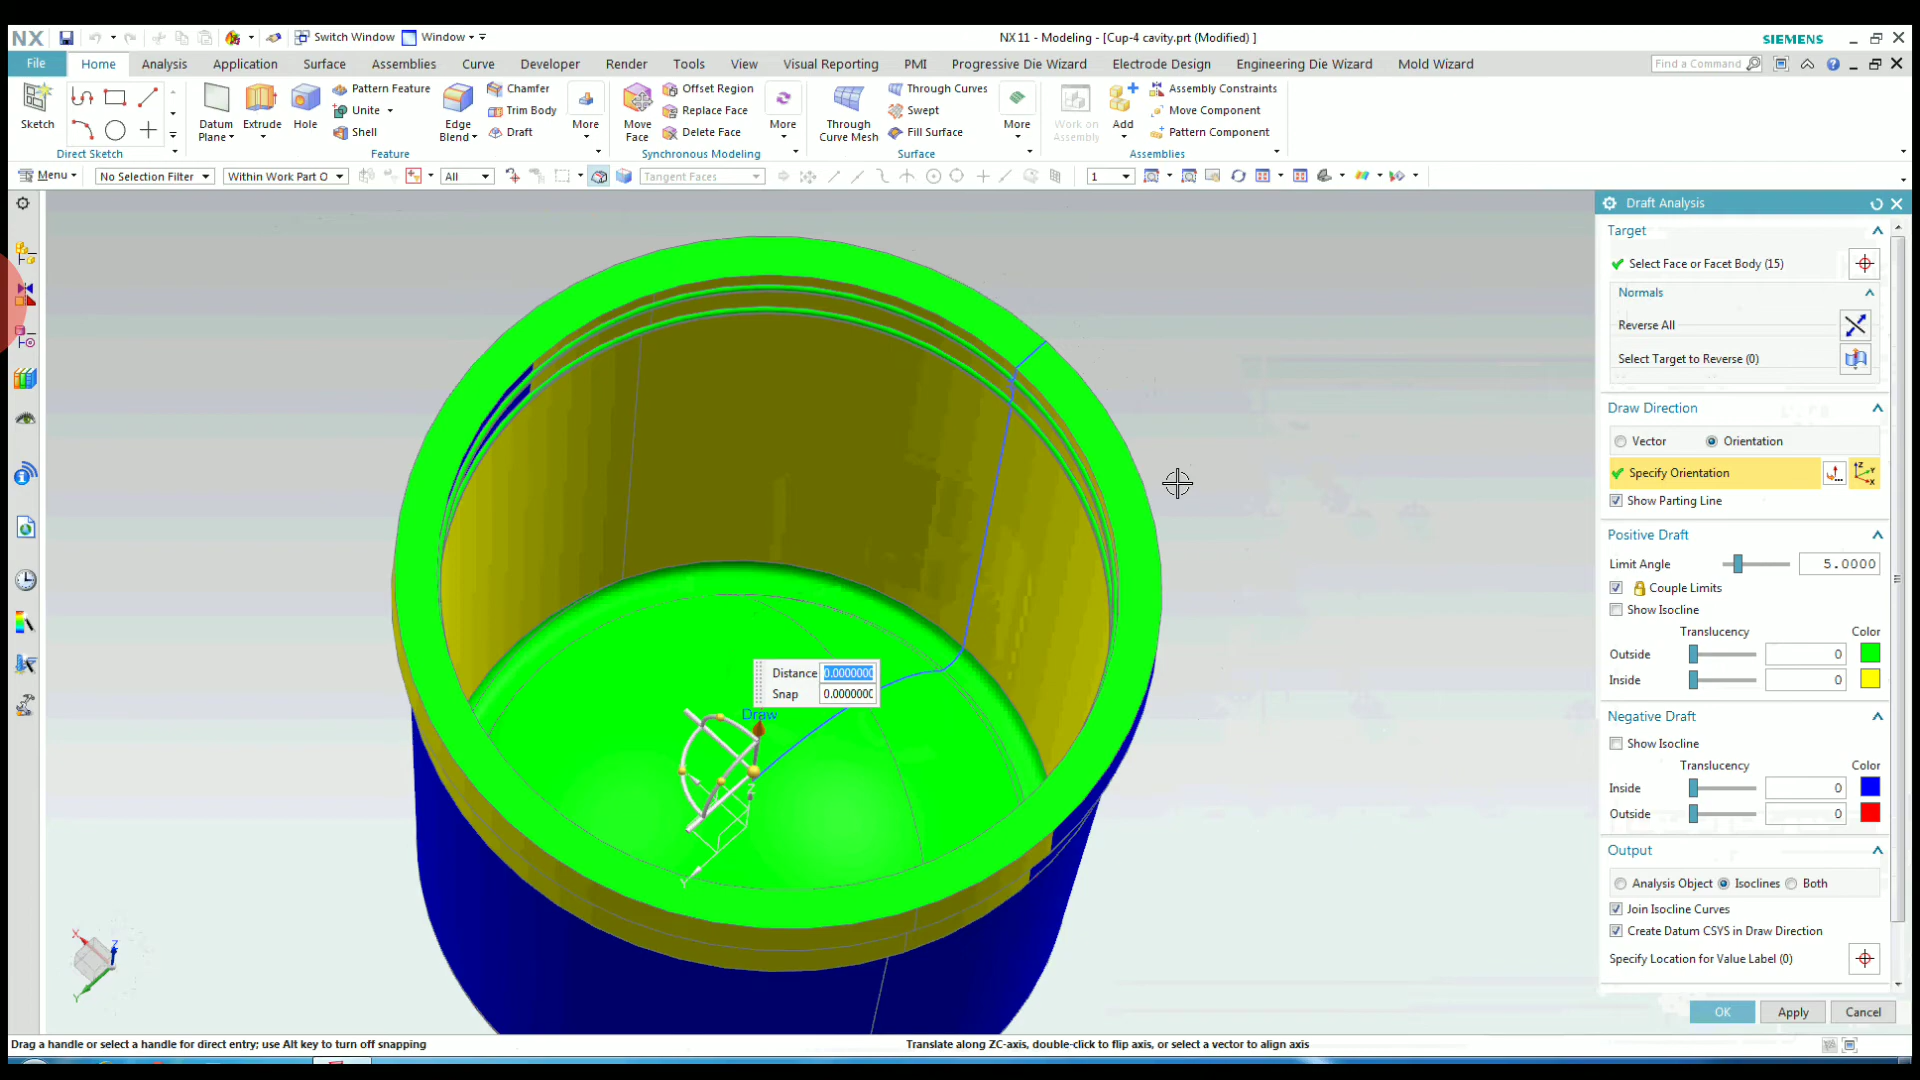 NX Switch Window Window NX 11 - Modeling - [Cup-4 cavity.prt (Modified) ] SIEMENS
File Home Analysis Application Surface Assemblies Curve Developer Render Tools View Visual Reporting PMI Progressive Die Wizard Electrode Design Engineering Die Wizard Mold Wizard Find a Command
Sketch
Direct Sketch
Datum Plane
Extrude
Hole
Pattern Feature
Unite
Shell
Edge Blend
Chamfer
Trim Body
Draft
More
Feature
Move Face
Offset Region
Replace Face
Delete Face
More
Synchronous Modeling
Through Curve Mesh
Through Curves
Swept
Fill Surface
More
Surface
Work on Assembly
Add
Assembly Constraints
Move Component
Pattern Component
Assemblies
Menu No Selection Filter Within Work Part O All Tangent Faces 1
Draft Analysis
Target
Select Face or Facet Body (15)
Normals
Reverse All
Select Target to Reverse (0)
Draw Direction
Vector Orientation
Specify Orientation
Show Parting Line
Positive Draft
Limit Angle 5.0000
Couple Limits
Show Isocline
Translucency Color
Outside 0
Inside 0
Negative Draft
Show Isocline
Translucency Color
Inside 0
Outside 0
Output
Analysis Object Isoclines Both
Join Isocline Curves
Create Datum CSYS in Draw Direction
Specify Location for Value Label (0)
OK Apply Cancel
Distance 0.0000000
Snap 0.0000000
Draw
Z
Y
X
Z
Y
Drag a handle or select a handle for direct entry; use Alt key to turn off snapping Translate along ZC-axis, double-click to flip axis, or select a vector to align axis